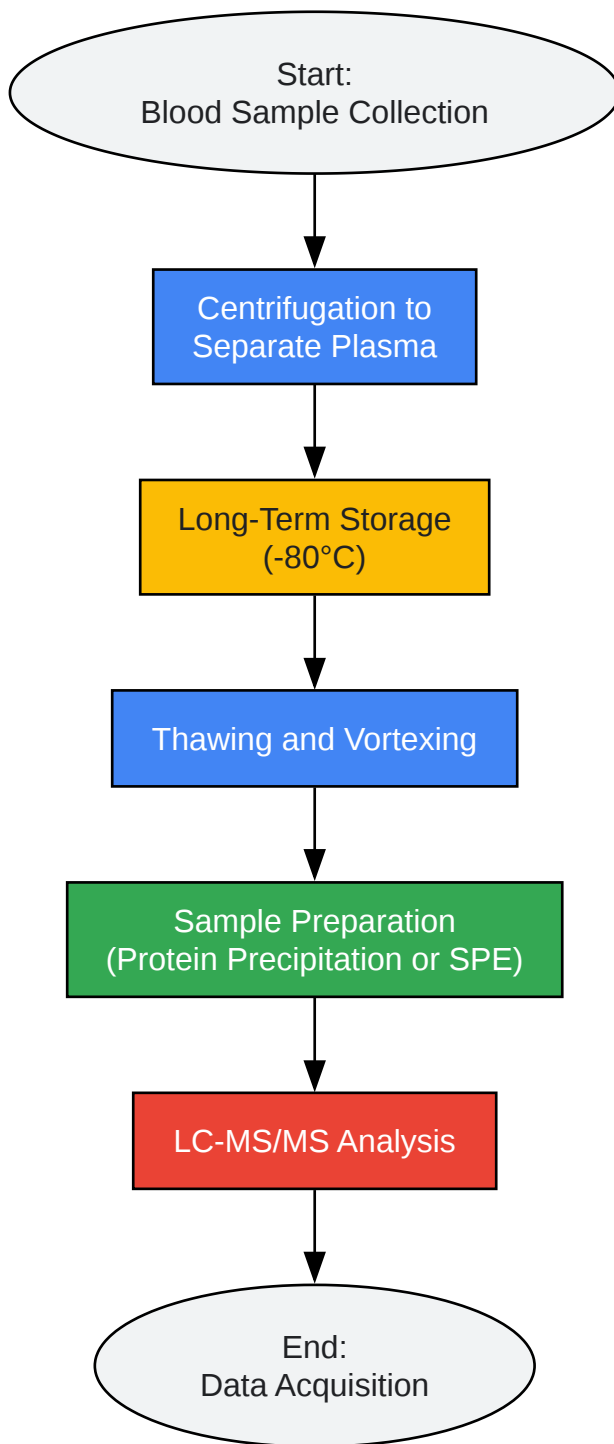 Start:
Blood Sample Collection
Centrifugation to
Separate Plasma
Long-Term Storage
(-80°C)
Thawing and Vortexing
Sample Preparation
(Protein Precipitation or SPE)
LC-MS/MS Analysis
End:
Data Acquisition